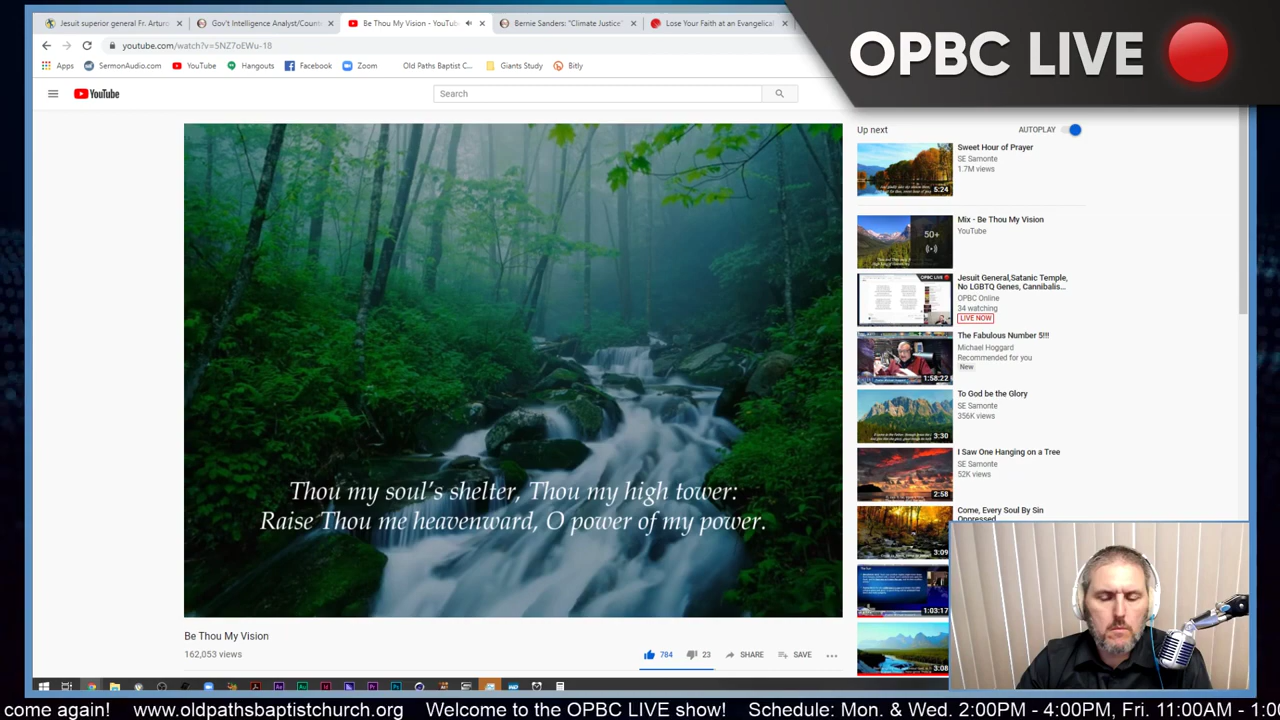 Jesuit superior general Fr. Arturo
Gov't Intelligence Analyst/Counte
Be Thou My Vision - YouTub
Bernie Sanders: "Climate Justice"
Lose Your Faith at an Evangelical
OPBC LIVE
youtube.com/watch?v=5NZ7oEWu-18
Apps
SermonAudio.com
YouTube
Hangouts
Facebook
Zoom
Old Paths Baptist C...
Giants Study
Bitly
YouTube
Search
Up next
AUTOPLAY
Sweet Hour of Prayer
SE Samonte
1.7M views
6:24
Mix - Be Thou My Vision
YouTube
50+
Jesuit General,Satanic Temple,
No LGBTQ Genes, Cannibalis...
OPBC Online
34 watching
LIVE NOW
OPBC LIVE
The Fabulous Number 5!!!
Michael Hoggard
Recommended for you
New
1:58:22
To God be the Glory
SE Samonte
356K views
3:30
I Saw One Hanging on a Tree
SE Samonte
52K views
2:58
Come, Every Soul By Sin
Oppressed
3:09
1:03:17
3:08
Thou my soul's shelter, Thou my high tower:
Raise Thou me heavenward, O power of my power.
Be Thou My Vision
162,053 views
784
23
SHARE
SAVE
come again! www.oldpathsbaptistchurch.org Welcome to the OPBC LIVE show! Schedule: Mon. & Wed. 2:00PM - 4:00PM, Fri. 11:00AM - 1:0